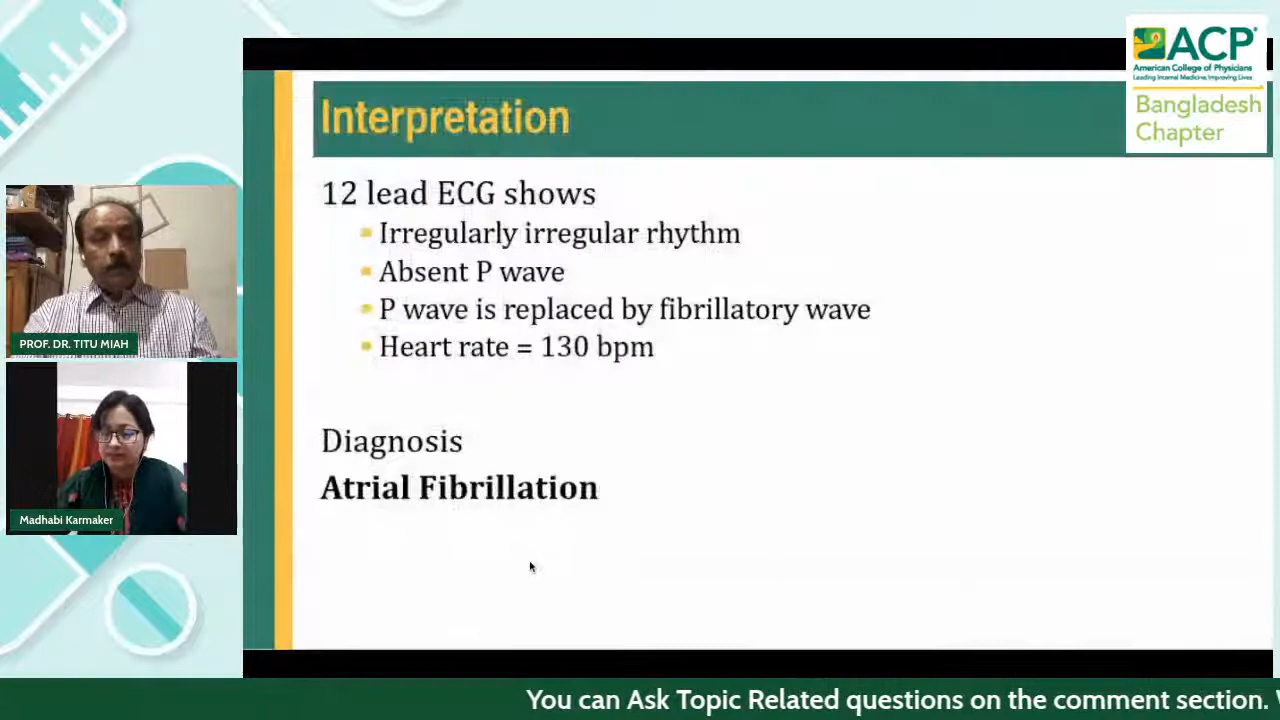 ACP
American College of Physicians
Leading Internal Medicine, Improving Lives
Bangladesh
Chapter
Interpretation
12 lead ECG shows
Irregularly irregular rhythm
Absent P wave
P wave is replaced by fibrillatory wave
Heart rate = 130 bpm
Diagnosis
Atrial Fibrillation
PROF. DR. TITU MIAH
Madhabi Karmaker
You can Ask Topic Related questions on the comment section.